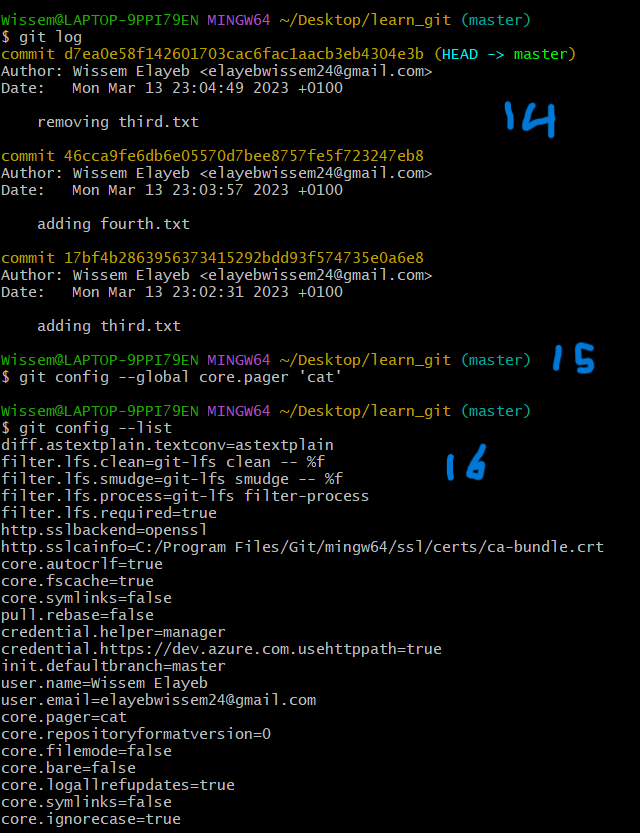 Wissem@LAPTOP-9PPI79EN MINGW64 ~/Desktop/learn_git (master)
$ git log
commit d7ea0e58f142601703cac6fac1aacb3eb4304e3b (HEAD -> master)
Author: Wissem Elayeb <elayebwissem24@gmail.com>
Date:   Mon Mar 13 23:04:49 2023 +0100
14
    removing third.txt
commit 46cca9fe6db6e05570d7bee8757fe5f723247eb8
Author: Wissem Elayeb <elayebwissem24@gmail.com>
Date:   Mon Mar 13 23:03:57 2023 +0100
    adding fourth.txt
commit 17bf4b2863956373415292bdd93f574735e0a6e8
Author: Wissem Elayeb <elayebwissem24@gmail.com>
Date:   Mon Mar 13 23:02:31 2023 +0100
    adding third.txt
Wissem@LAPTOP-9PPI79EN MINGW64 ~/Desktop/learn_git (master)
15
$ git config --global core.pager 'cat'
Wissem@LAPTOP-9PPI79EN MINGW64 ~/Desktop/learn_git (master)
$ git config --list
diff.astextplain.textconv=astextplain
filter.lfs.clean=git-lfs clean -- %f
16
filter.lfs.smudge=git-lfs smudge -- %f
filter.lfs.process=git-lfs filter-process
filter.lfs.required=true
http.sslbackend=openssl
http.sslcainfo=C:/Program Files/Git/mingw64/ssl/certs/ca-bundle.crt
core.autocrlf=true
core.fscache=true
core.symlinks=false
pull.rebase=false
credential.helper=manager
credential.https://dev.azure.com.usehttppath=true
init.defaultbranch=master
user.name=Wissem Elayeb
user.email=elayebwissem24@gmail.com
core.pager=cat
core.repositoryformatversion=0
core.filemode=false
core.bare=false
core.logallrefupdates=true
core.symlinks=false
core.ignorecase=true